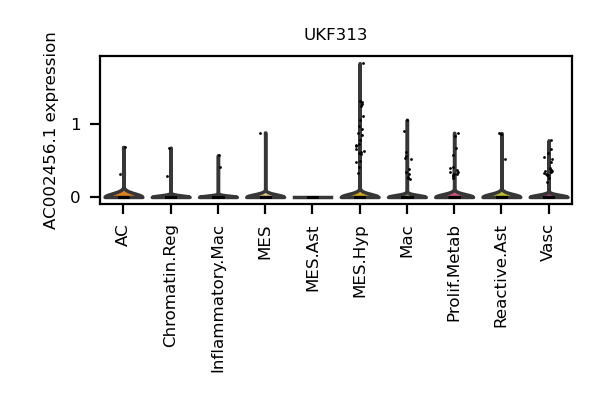 UKF313
AC002456.1 expression
1
0
AC
Chromatin.Reg
Inflammatory.Mac
MES
MES.Ast
MES.Hyp
Mac
Prolif.Metab
Reactive.Ast
Vasc